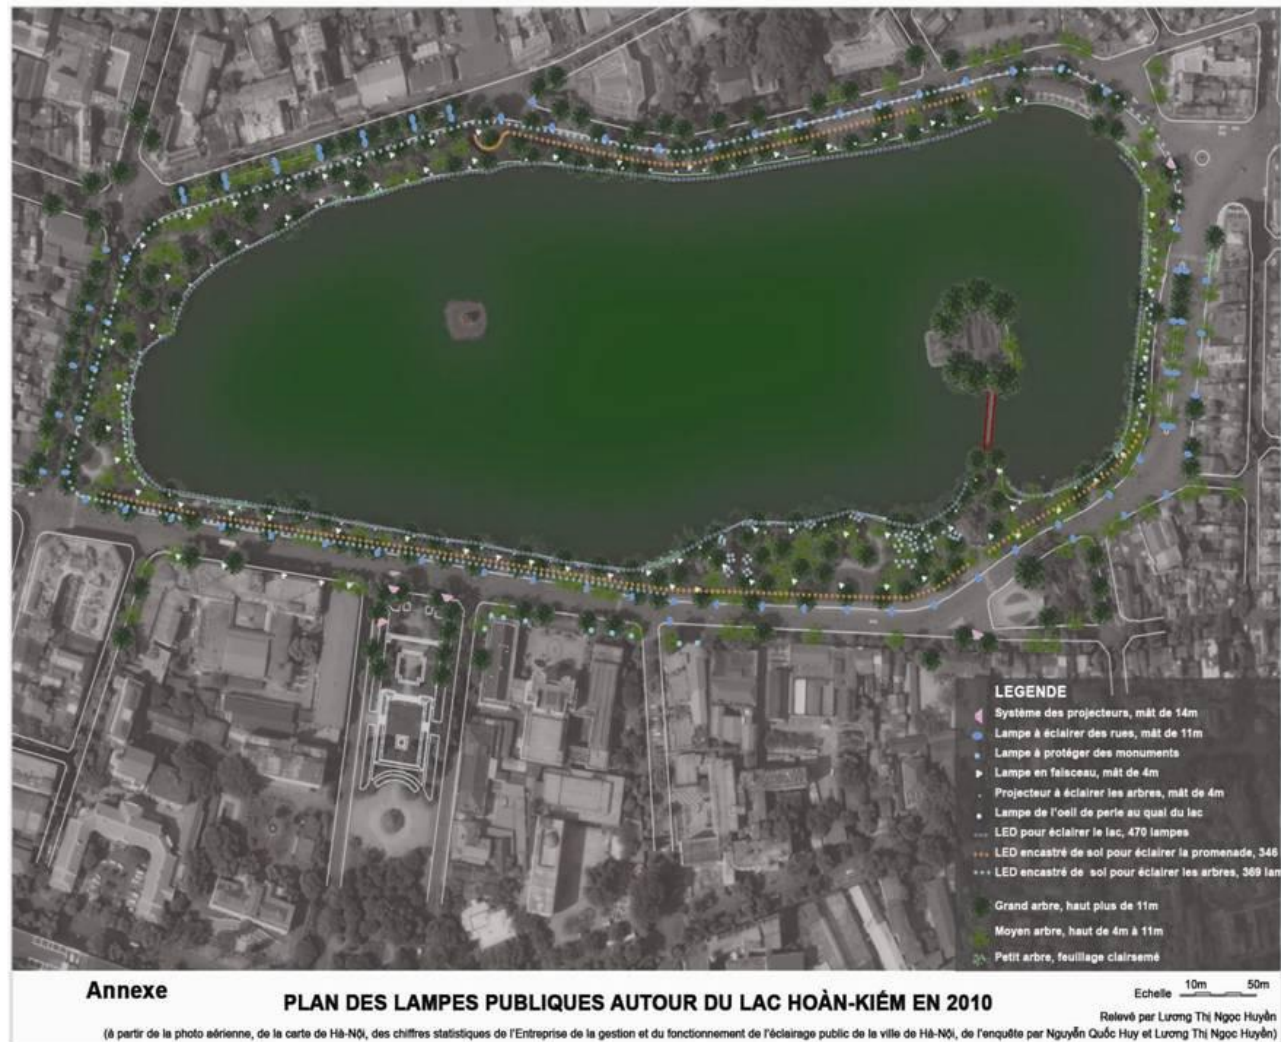 LEGENDE
Système des projecteurs, mât de 14m
Lampe à éclairer des rues, mât de 11m
Lampe à protéger des monuments
Lampe en faisceau, mât de 4m
Projecteur à éclairer les arbres, mât de 4m
Lampe de l'oeil de perle au quai du lac
LED pour éclairer le lac, 470 lampes
LED encastré de sol pour éclairer la promenade, 346
LED encastré de sol pour éclairer les arbres, 369 lam
Grand arbre, haut plus de 11m
Moyen arbre, haut de 4m à 11m
Petit arbre, feuillage clairsemé
Annexe
PLAN DES LAMPES PUBLIQUES AUTOUR DU LAC HOÀN-KIẾM EN 2010
Echelle 10m 50m
Relevé par Lương Thị Ngọc Huyền
(à partir de la photo aérienne, de la carte de Hà-Nội, des chiffres statistiques de l'Entreprise de la gestion et du fonctionnement de l'éclairage public de la ville de Hà-Nội, de l'enquête par Nguyễn Quốc Huy et Lương Thị Ngọc Huyền)